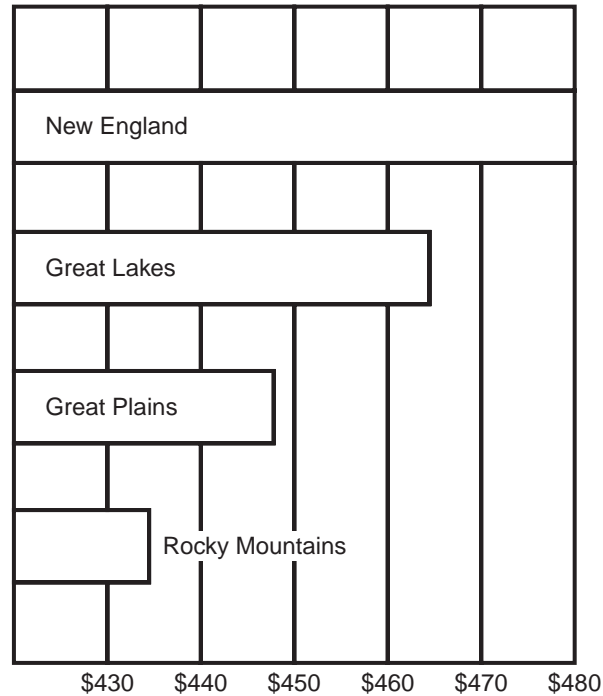 New England
Great Lakes
Great Plains
Rocky Mountains
$430 $440 $450 $460 $470 $480